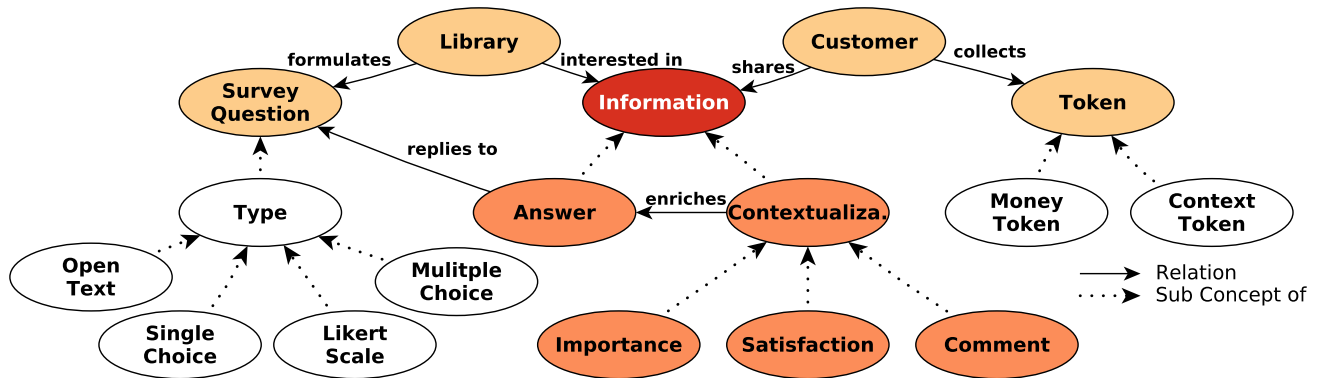 Library
Customer
formulates
interested in
shares
collects
Survey
Question
Information
Token
replies to
Type
Answer
enriches
Contextualiza.
Money
Token
Context
Token
Open
Text
Mulitple
Choice
Relation
Sub Concept of
Single
Choice
Likert
Scale
Importance
Satisfaction
Comment